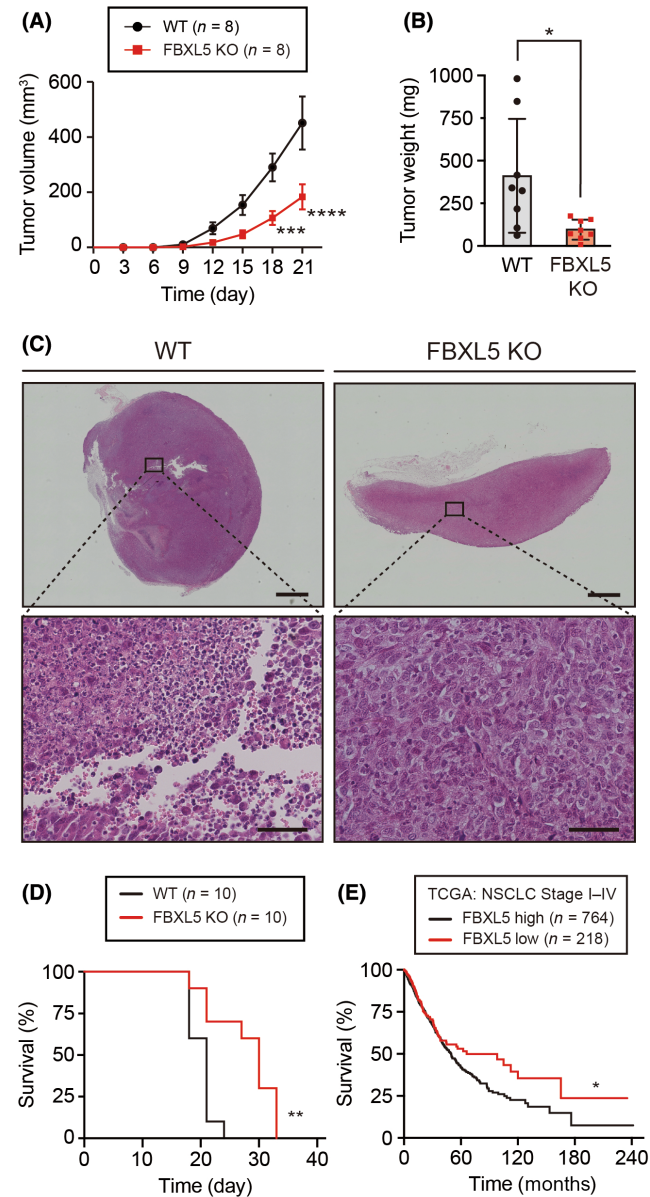 (A)
WT (n = 8)
FBXL5 KO (n = 8)
Tumor volume (mm³)
600
400
200
0
0 3 6 9 12 15 18 21
***
****
Time (day)
(B)
*
Tumor weight (mg)
1000
750
500
250
0
WT FBXL5 KO
(C)
WT FBXL5 KO
(D)
WT (n = 10)
FBXL5 KO (n = 10)
Survival (%)
100
75
50
25
0
**
0 10 20 30 40
Time (day)
(E)
TCGA: NSCLC Stage I–IV
FBXL5 high (n = 764)
FBXL5 low (n = 218)
Survival (%)
100
75
50
25
0
*
0 60 120 180 240
Time (months)